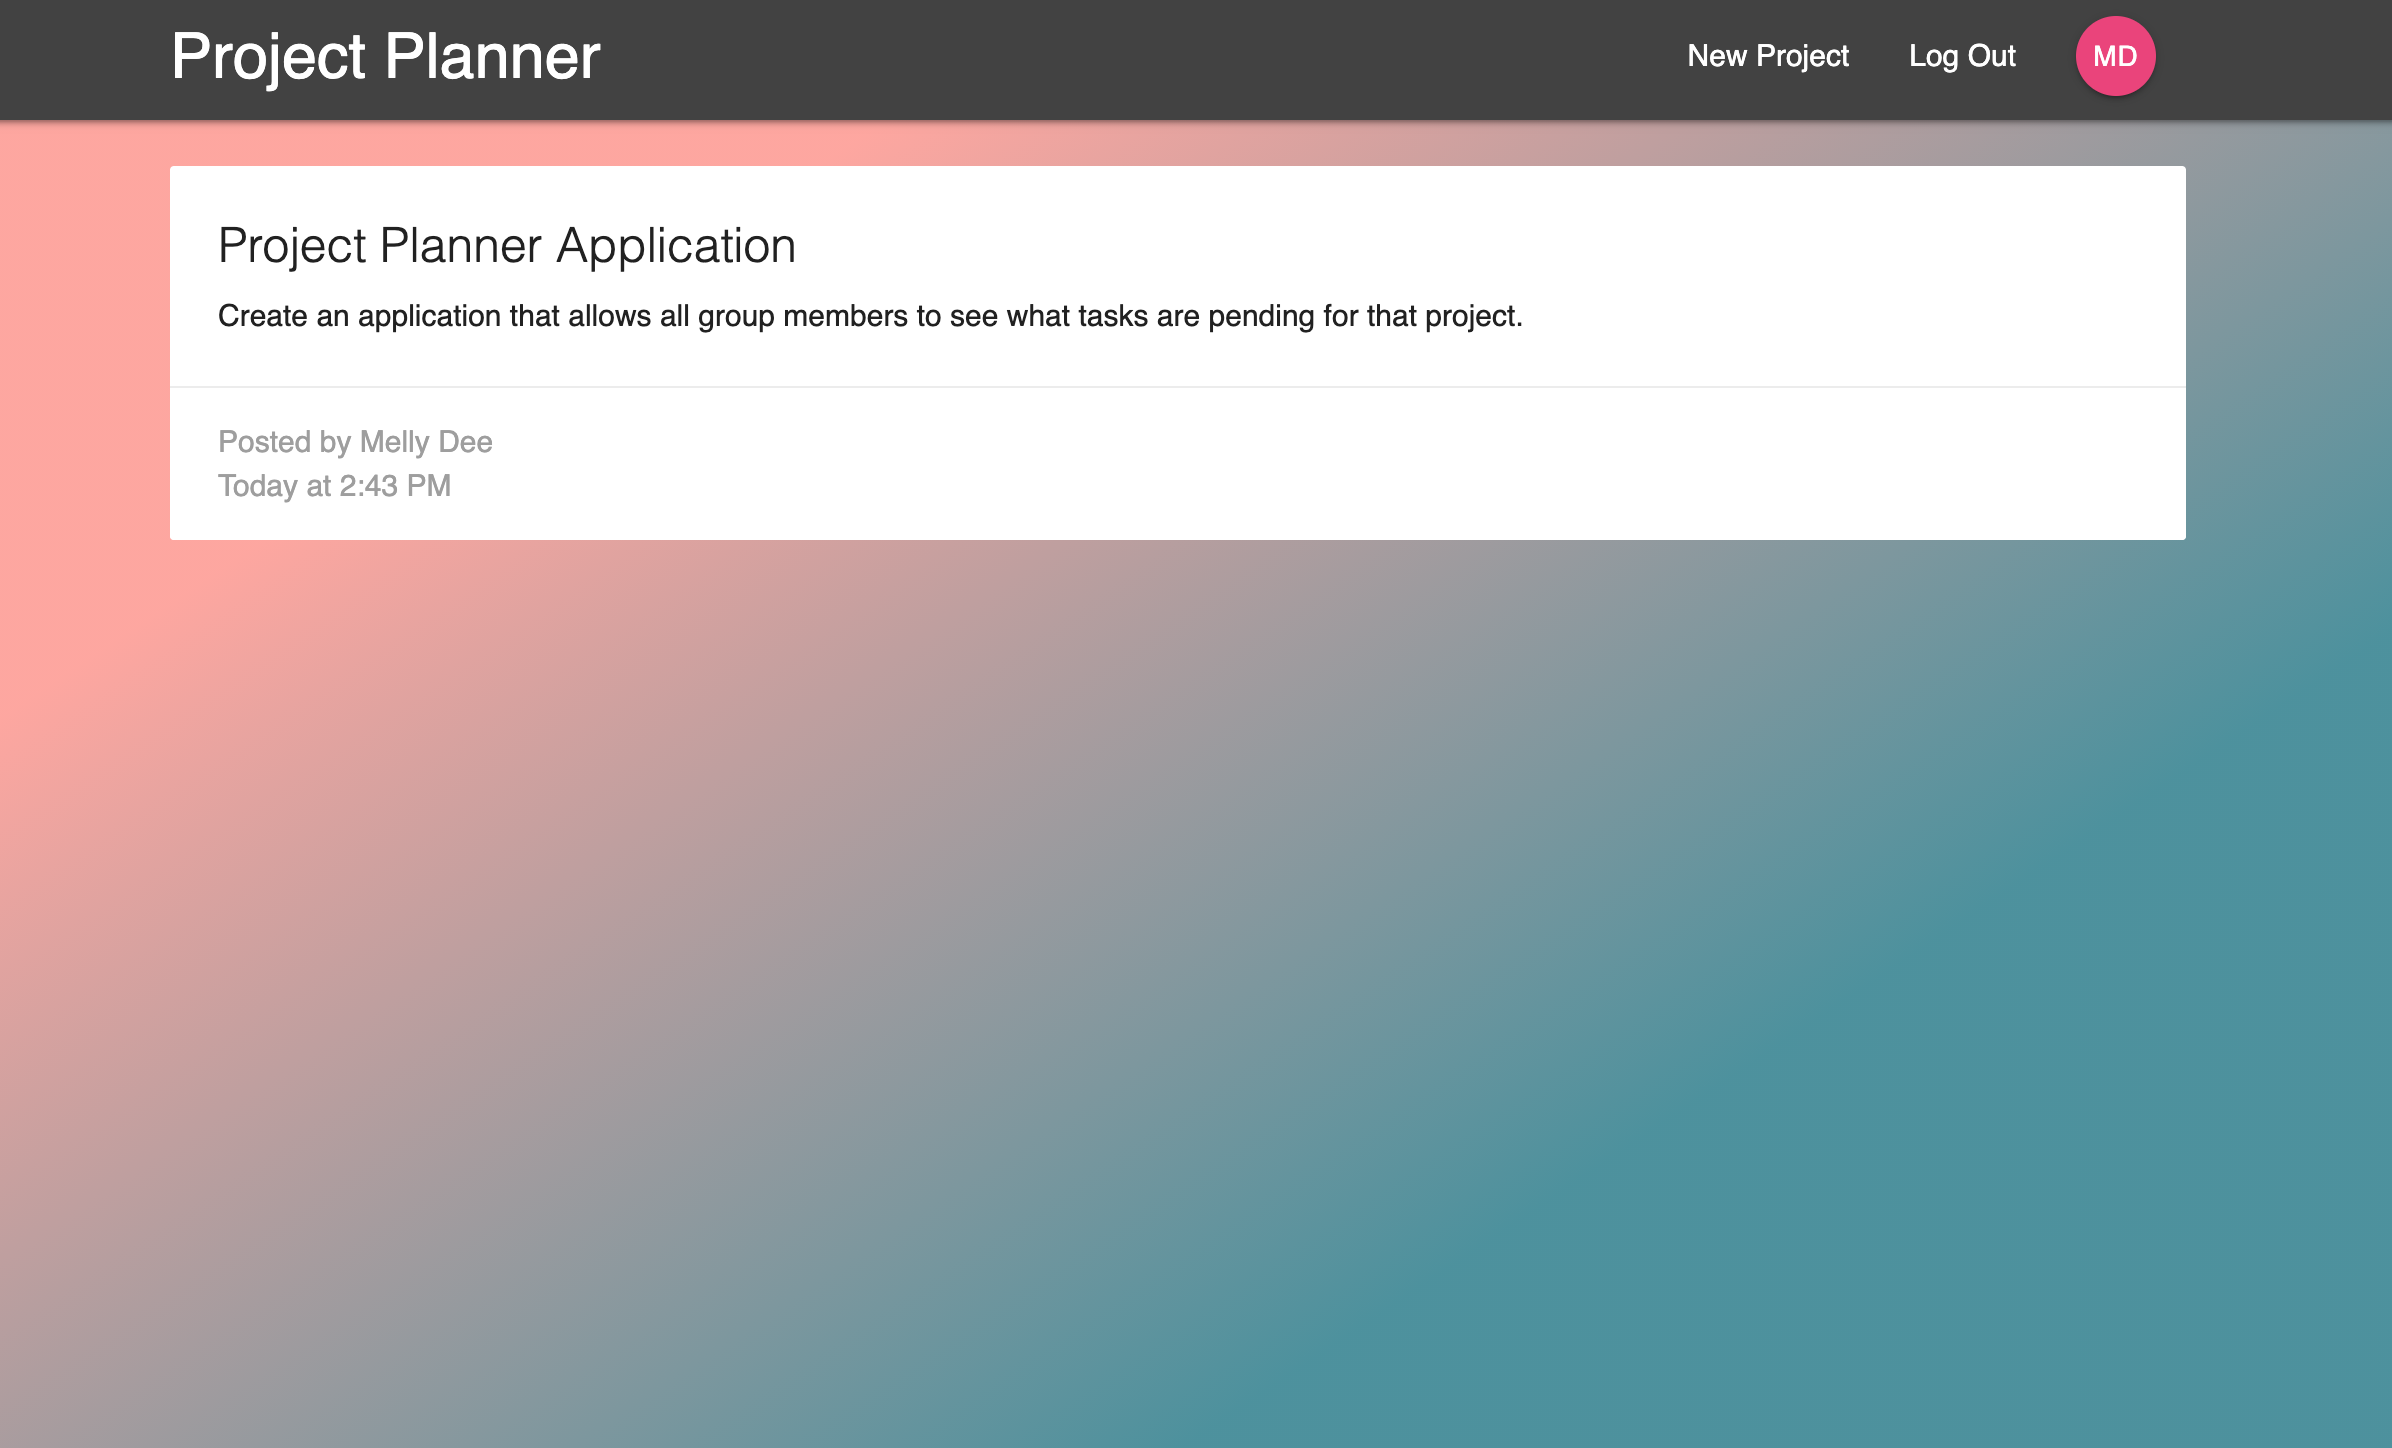 Project Planner
New Project
Log Out
MD
Project Planner Application
Create an application that allows all group members to see what tasks are pending for that project.
Posted by Melly Dee
Today at 2:43 PM